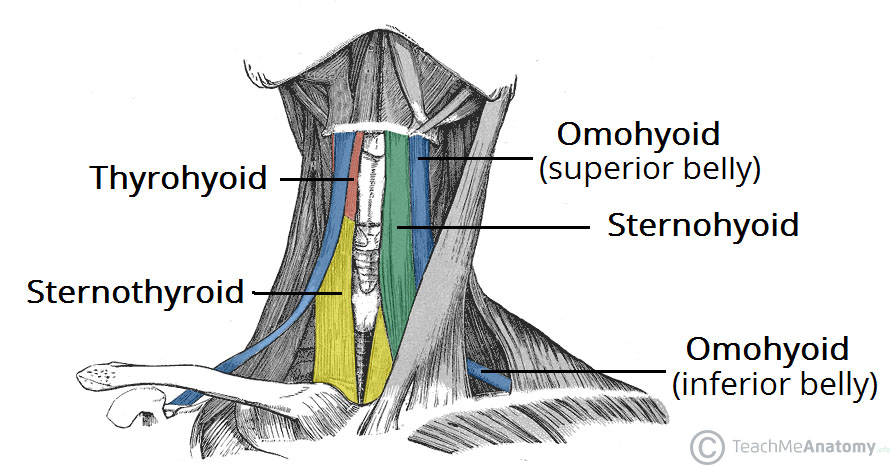 Omohyoid
(superior belly)
Thyrohyoid
Sternohyoid
Sternothyroid
Omohyoid
(inferior belly)
© TeachMeAnatomy